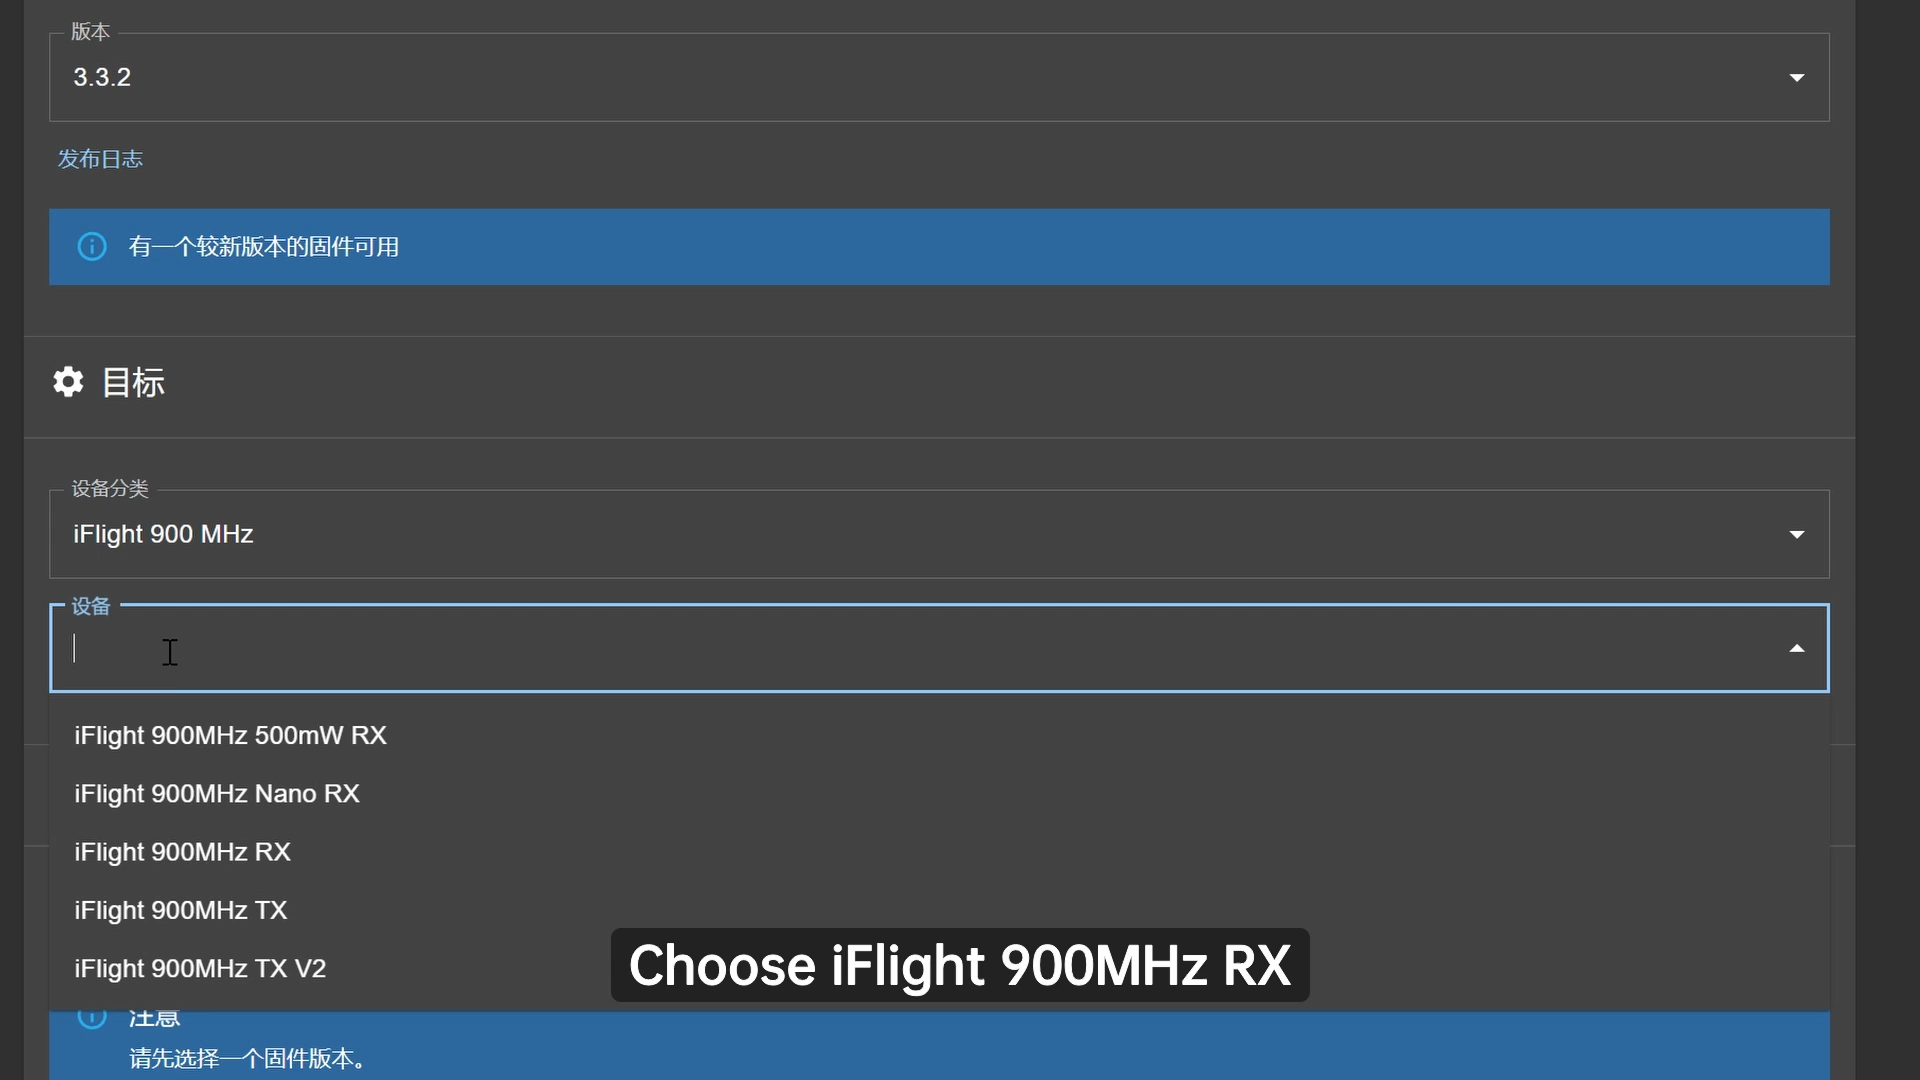 版本
3.3.2
发布日志
有一个较新版本的固件可用
目标
设备分类
iFlight 900 MHz
设备
iFlight 900MHz 500mW RX
iFlight 900MHz Nano RX
iFlight 900MHz RX
iFlight 900MHz TX
iFlight 900MHz TX V2
Choose iFlight 900MHz RX
注意
请先选择一个固件版本。